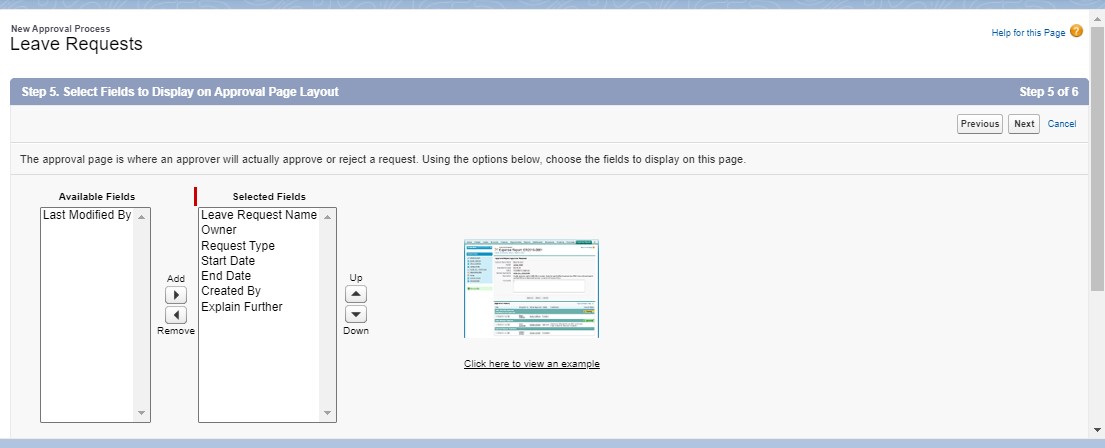 New Approval Process
Leave Requests
Help for this Page ?
Step 5. Select Fields to Display on Approval Page Layout
Step 5 of 6
Previous Next Cancel
The approval page is where an approver will actually approve or reject a request. Using the options below, choose the fields to display on this page.
Available Fields
Last Modified By
Add
Remove
Selected Fields
Leave Request Name
Owner
Request Type
Start Date
End Date
Created By
Explain Further
Up
Down
Click here to view an example